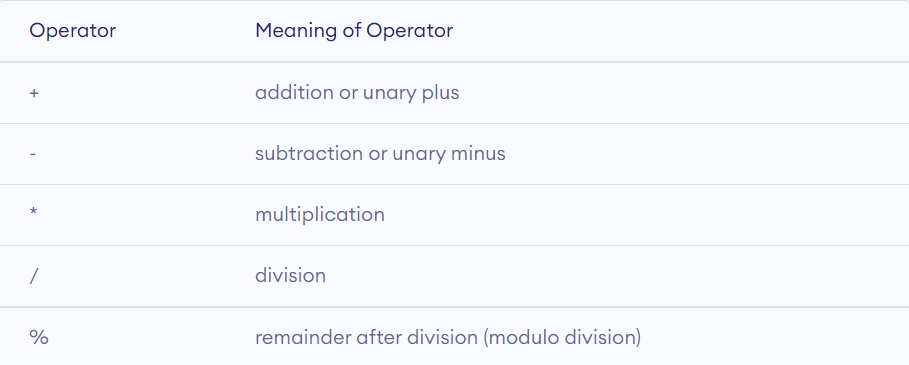 Operator Meaning of Operator
+ addition or unary plus
- subtraction or unary minus
* multiplication
/ division
% remainder after division (modulo division)